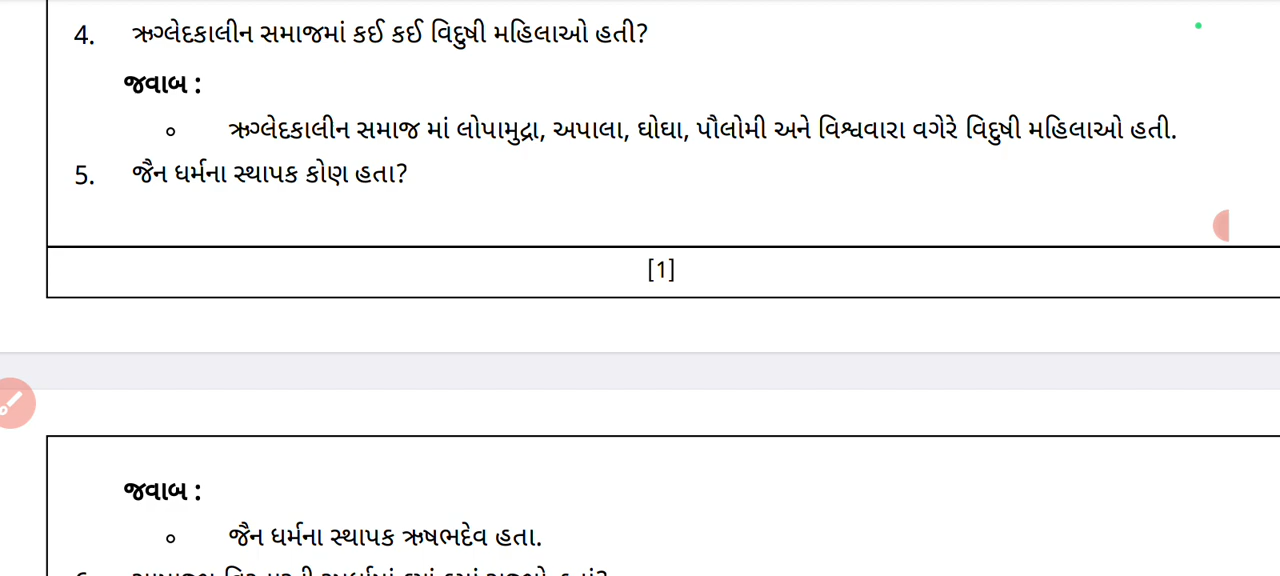 4. ઋગ્વેદકાલીન સમાજમાં કઈ કઈ વિદુષી મહિલાઓ હતી?
જવાબ :
ઋગ્વેદકાલીન સમાજ માં લોપામુદ્રા, અપાલા, ઘોઘા, પૌલોમી અને વિશ્વવારા વગેરે વિદુષી મહિલાઓ હતી.
5. જૈન ધર્મના સ્થાપક કોણ હતા?
[1]
જવાબ :
જૈન ધર્મના સ્થાપક ઋષભદેવ હતા.